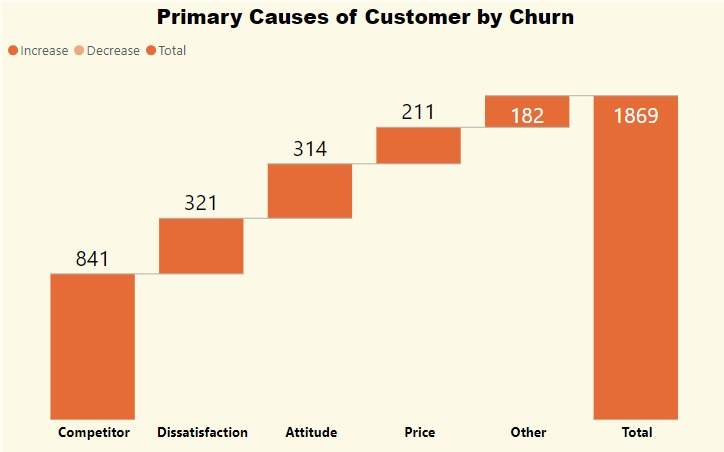 Primary Causes of Customer by Churn
Increase Decrease Total
841
321
314
211
182
1869
Competitor Dissatisfaction Attitude Price Other Total